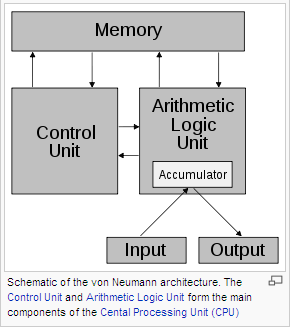 Memory
Control
Unit
Arithmetic
Logic
Unit
Accumulator
Input
Output
Schematic of the von Neumann architecture. The
Control Unit and Arithmetic Logic Unit form the main
components of the Cental Processing Unit (CPU)